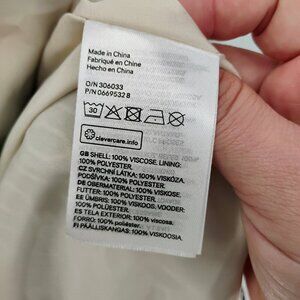 Made in China
Fabriqué en Chine
Hecho en China
O/N 306033
P/N 0669532 8
30
clevercare.info
GB SHELL: 100% VISCOSE. LINING:
100% POLYESTER.
CZ SVRCHNÍ LÁTKA: 100% VISKÓZA.
PODŠÍVKA: 100% POLYESTER.
DE OBERMATERIAL: 100% VISKOSE.
FUTTER: 100% POLYESTER.
EE ÜMBRIS: 100% VISKOOS. VOODER:
100% POLÜESTER.
ES TELA EXTERIOR: 100% viscosa.
FORRO: 100% poliéster.
FI PÄÄLLISKANGAS: 100% VISKOOSIA.